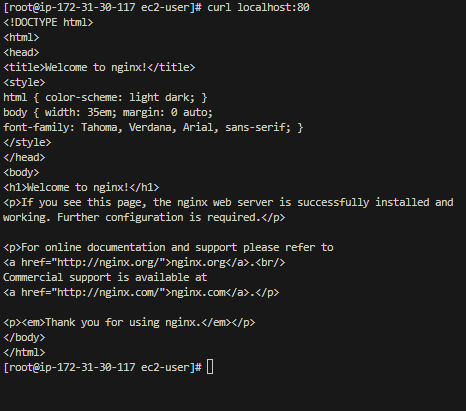 [root@ip-172-31-30-117 ec2-user]# curl localhost:80
<!DOCTYPE html>
<html>
<head>
<title>Welcome to nginx!</title>
<style>
html { color-scheme: light dark; }
body { width: 35em; margin: 0 auto;
font-family: Tahoma, Verdana, Arial, sans-serif; }
</style>
</head>
<body>
<h1>Welcome to nginx!</h1>
<p>If you see this page, the nginx web server is successfully installed and
working. Further configuration is required.</p>

<p>For online documentation and support please refer to
<a href="http://nginx.org/">nginx.org</a>.<br/>
Commercial support is available at
<a href="http://nginx.com/">nginx.com</a>.</p>

<p><em>Thank you for using nginx.</em></p>
</body>
</html>
[root@ip-172-31-30-117 ec2-user]#